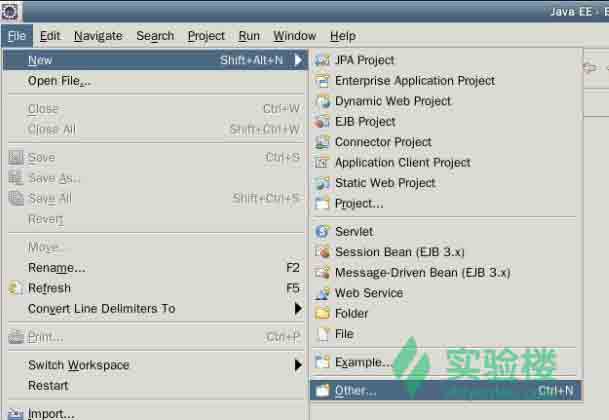 Java EE - E
File Edit Navigate Search Project Run Window Help
New Shift+Alt+N
Open File...
Close Ctrl+W
Close All Shift+Ctrl+W
Save Ctrl+S
Save As...
Save All Shift+Ctrl+S
Revert
Move...
Rename... F2
Refresh F5
Convert Line Delimiters To
Print... Ctrl+P
Switch Workspace
Restart
Import...
JPA Project
Enterprise Application Project
Dynamic Web Project
EJB Project
Connector Project
Application Client Project
Static Web Project
Project...
Servlet
Session Bean (EJB 3.x)
Message-Driven Bean (EJB 3.x)
Web Service
Folder
File
Example...
实验楼
Other... Ctrl+N